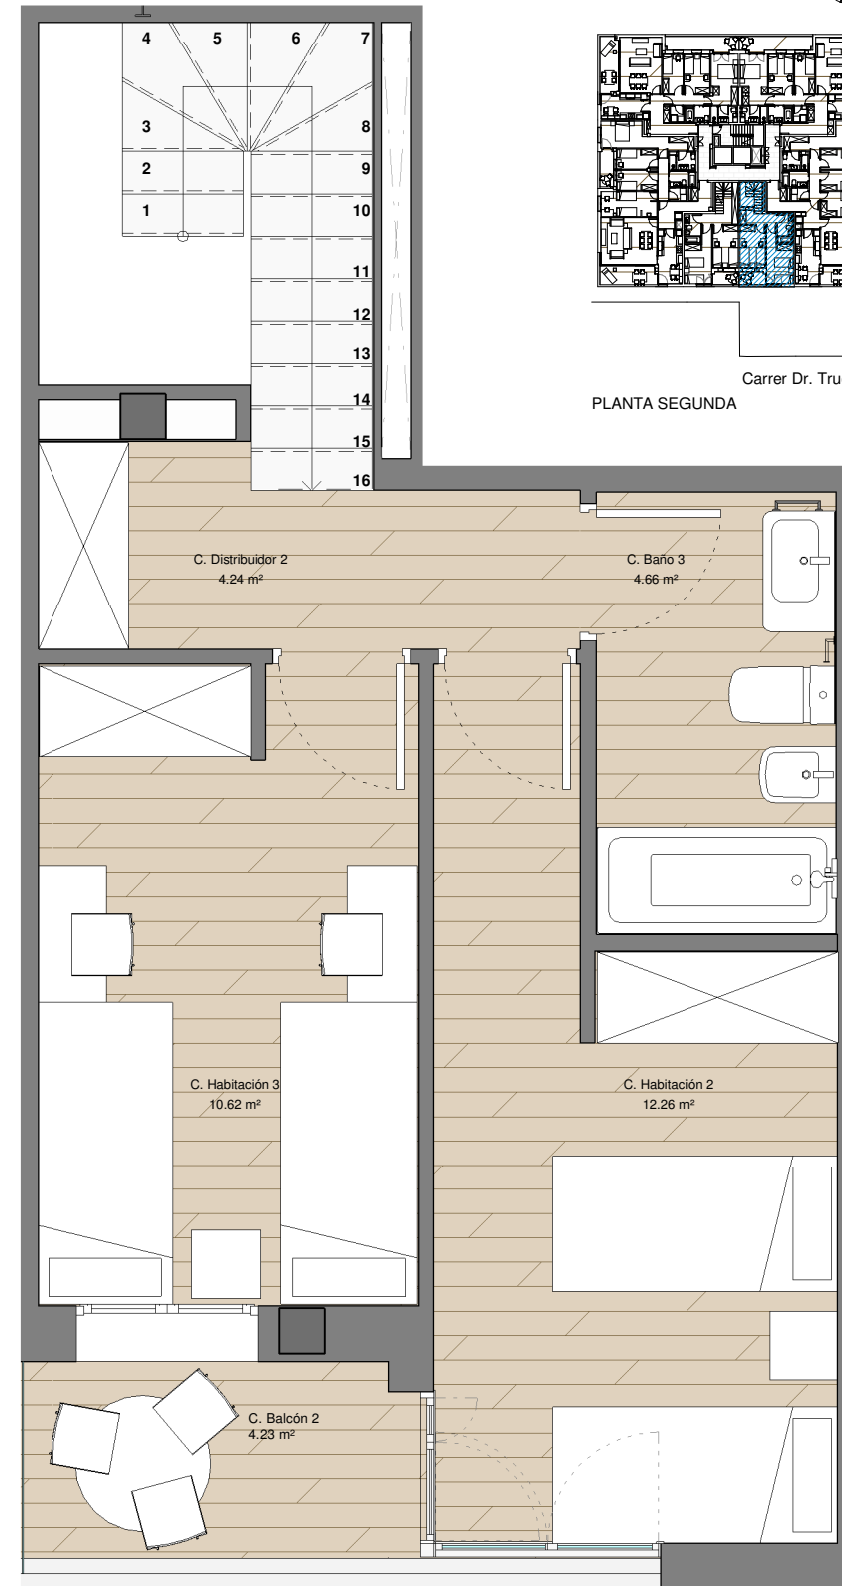 4 5 6 7
3 8
2 9
1 10
11
12
13
14
15
16
Carrer Dr. Tru
PLANTA SEGUNDA
C. Distribuidor 2
4.24 m²
C. Baño 3
4.66 m²
C. Habitación 3
10.62 m²
C. Habitación 2
12.26 m²
C. Balcón 2
4.23 m²